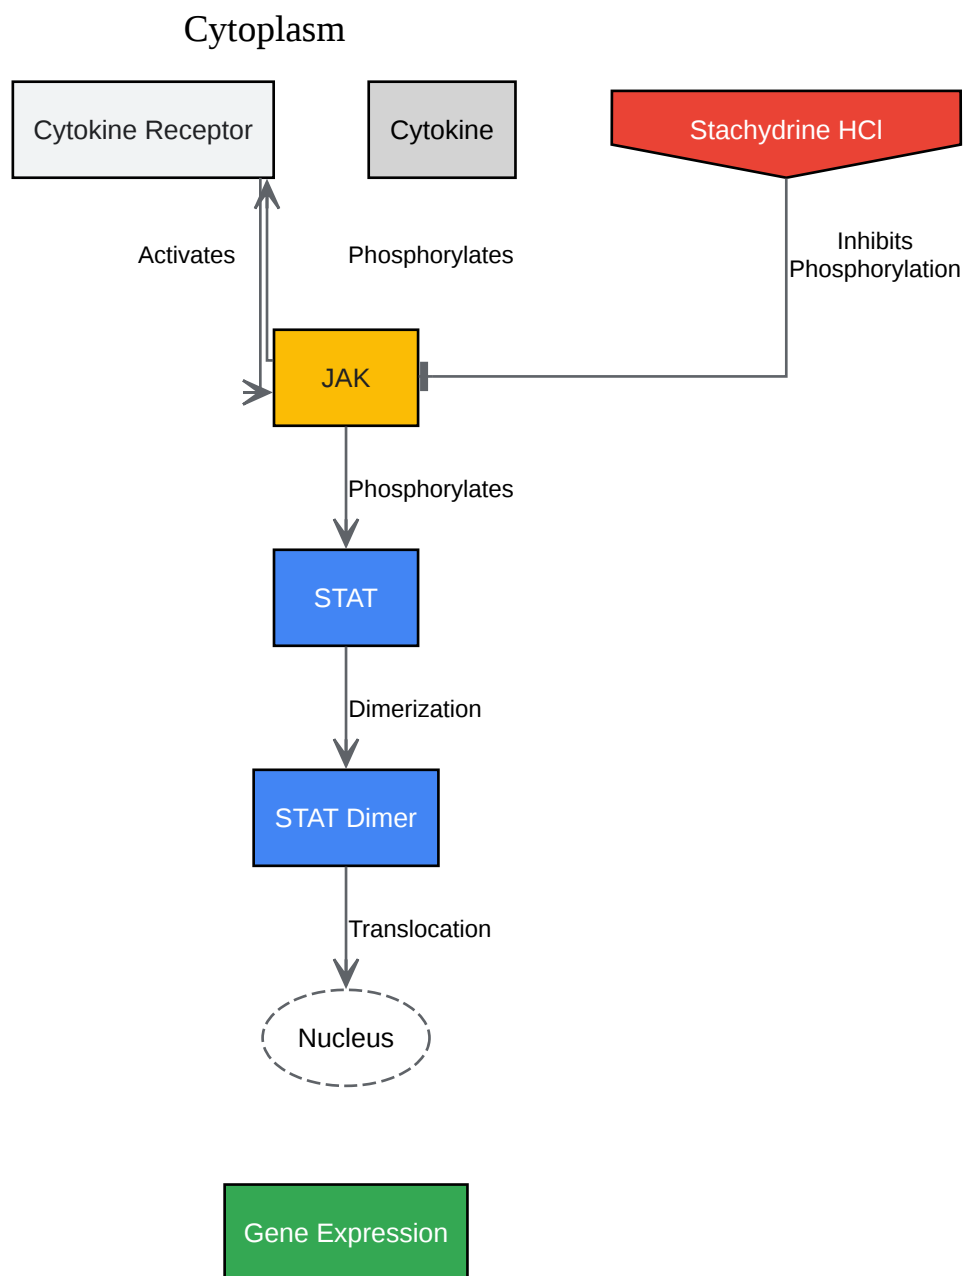 Cytoplasm
Cytokine Receptor
Cytokine
Stachydrine HCl
Activates
Phosphorylates
Inhibits
Phosphorylation
JAK
Phosphorylates
STAT
Dimerization
STAT Dimer
Translocation
Nucleus
Gene Expression